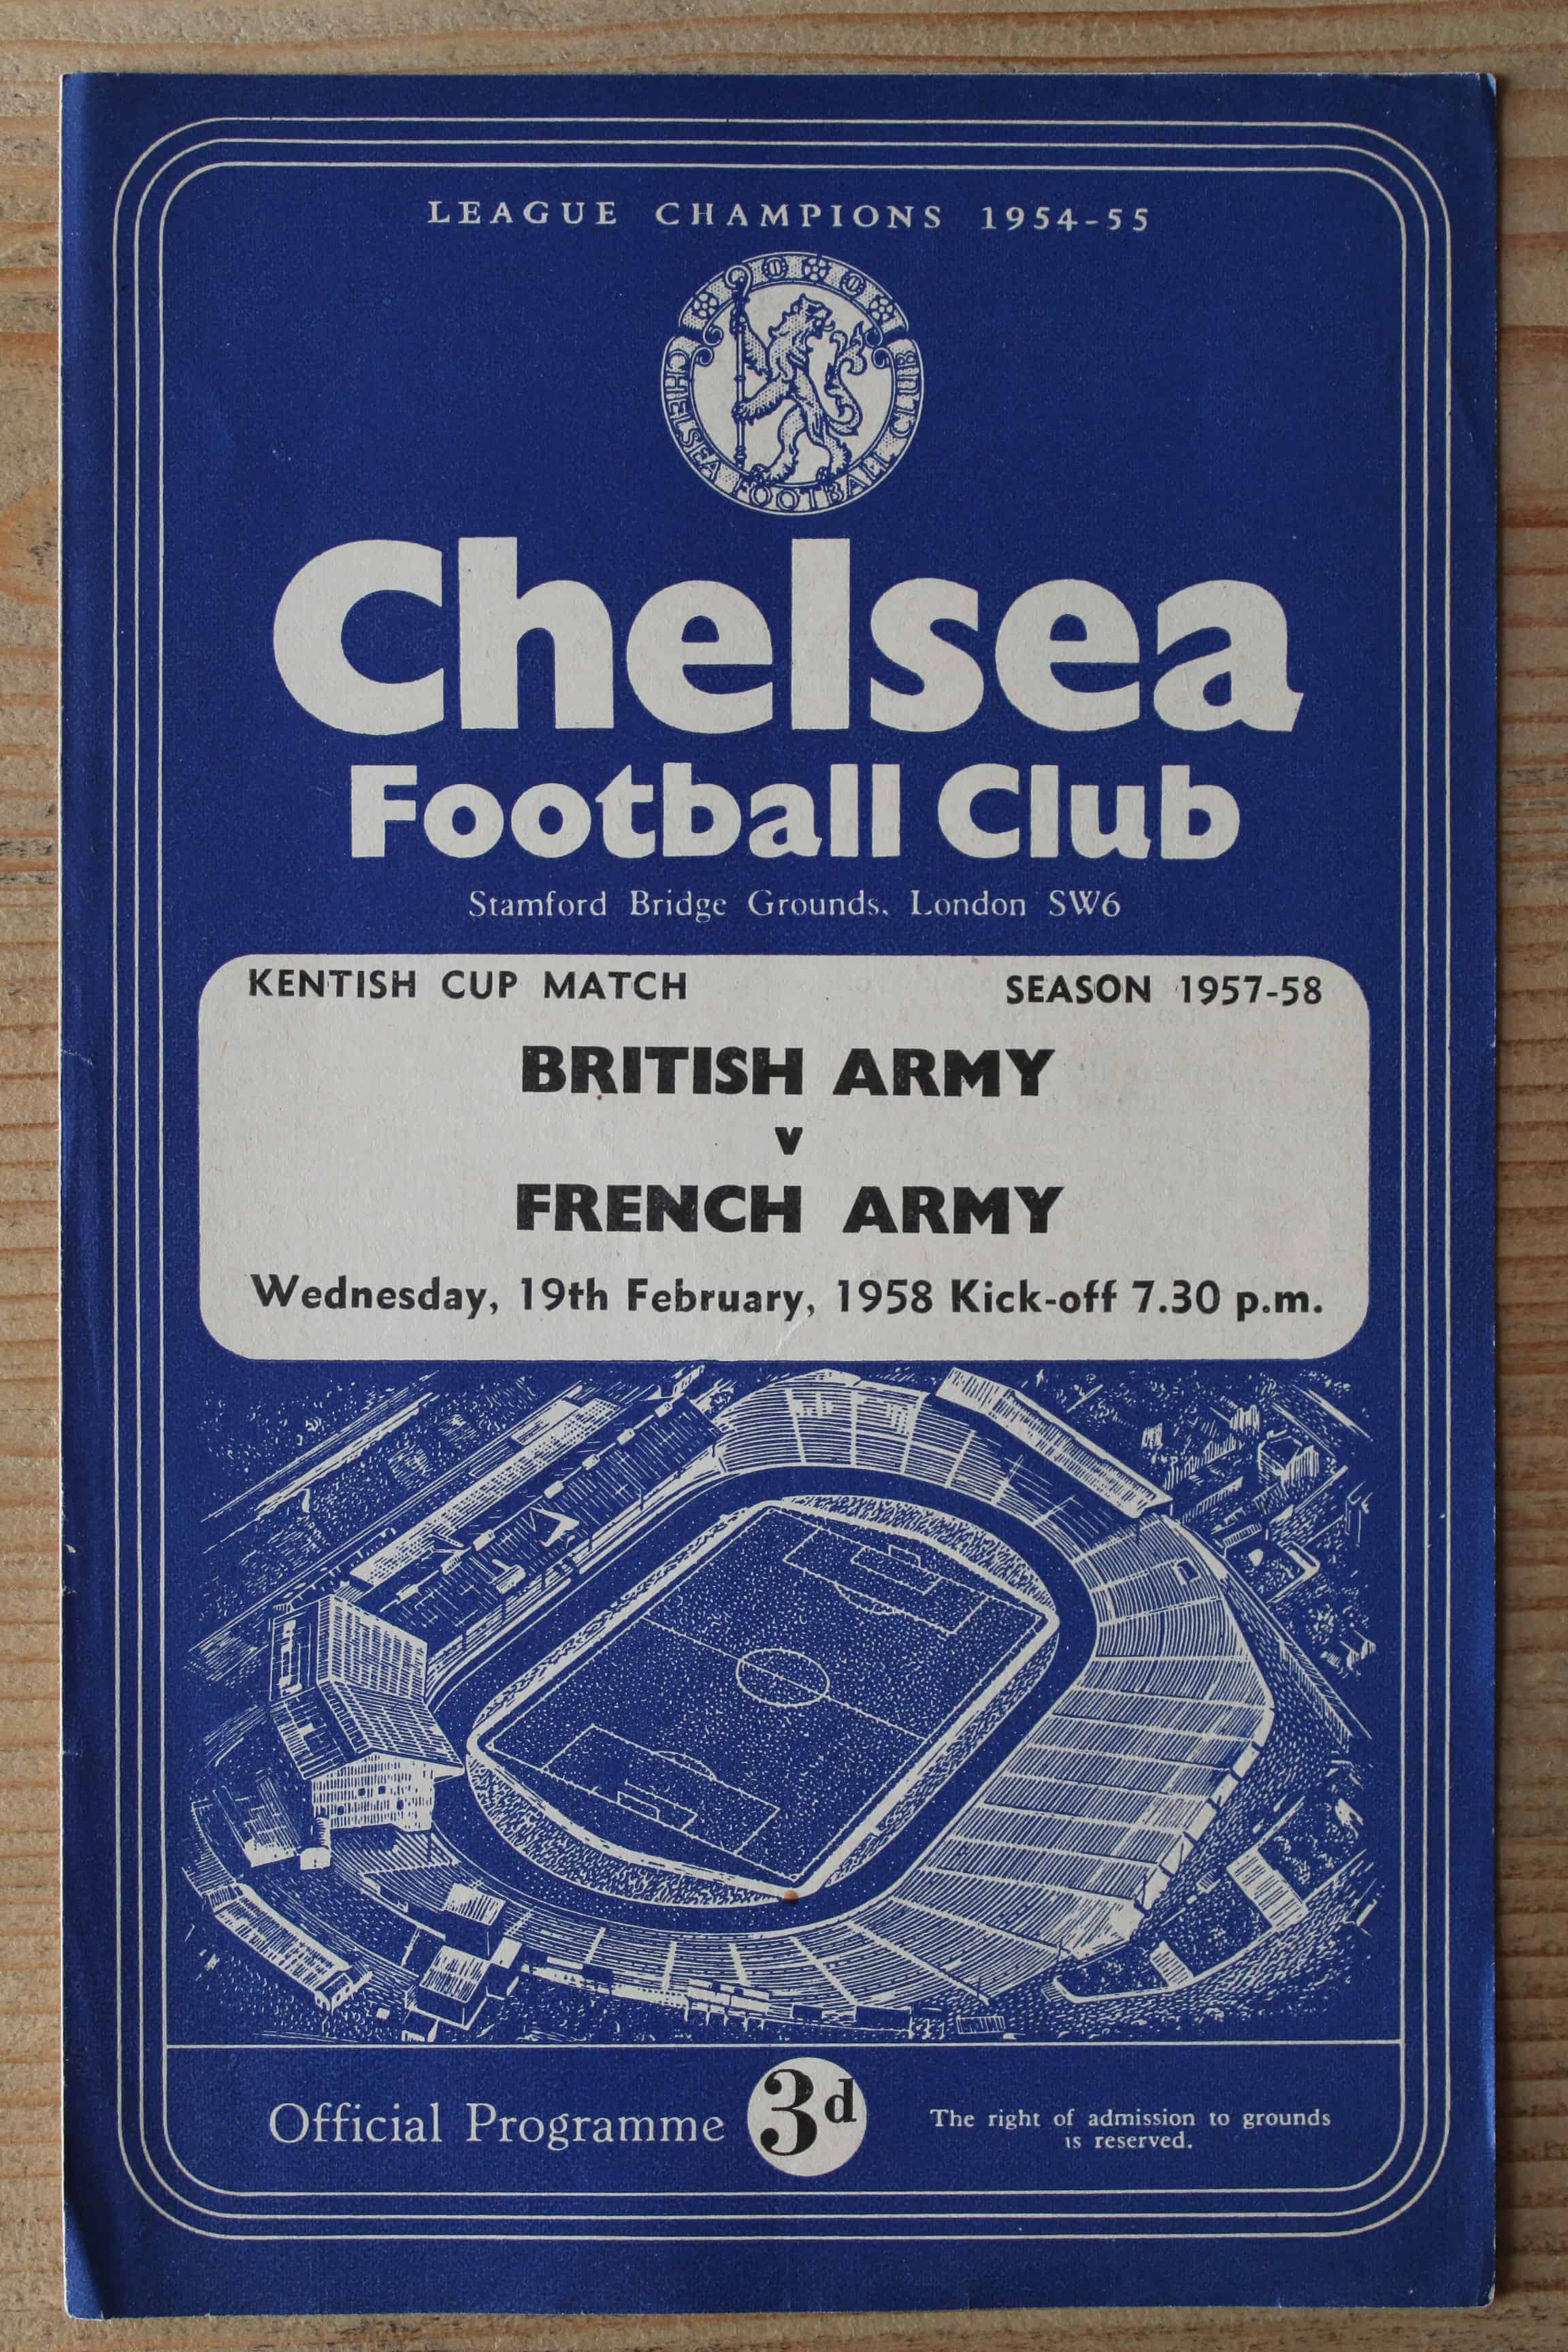 LEAGUE CHAMPIONS 1954-55
CHELSEA FOOTBALL CLUB
Chelsea
Football Club
Stamford Bridge Grounds, London SW6
KENTISH CUP MATCH SEASON 1957-58
BRITISH ARMY
v
FRENCH ARMY
Wednesday, 19th February, 1958 Kick-off 7.30 p.m.
Official Programme 3d The right of admission to grounds
is reserved.